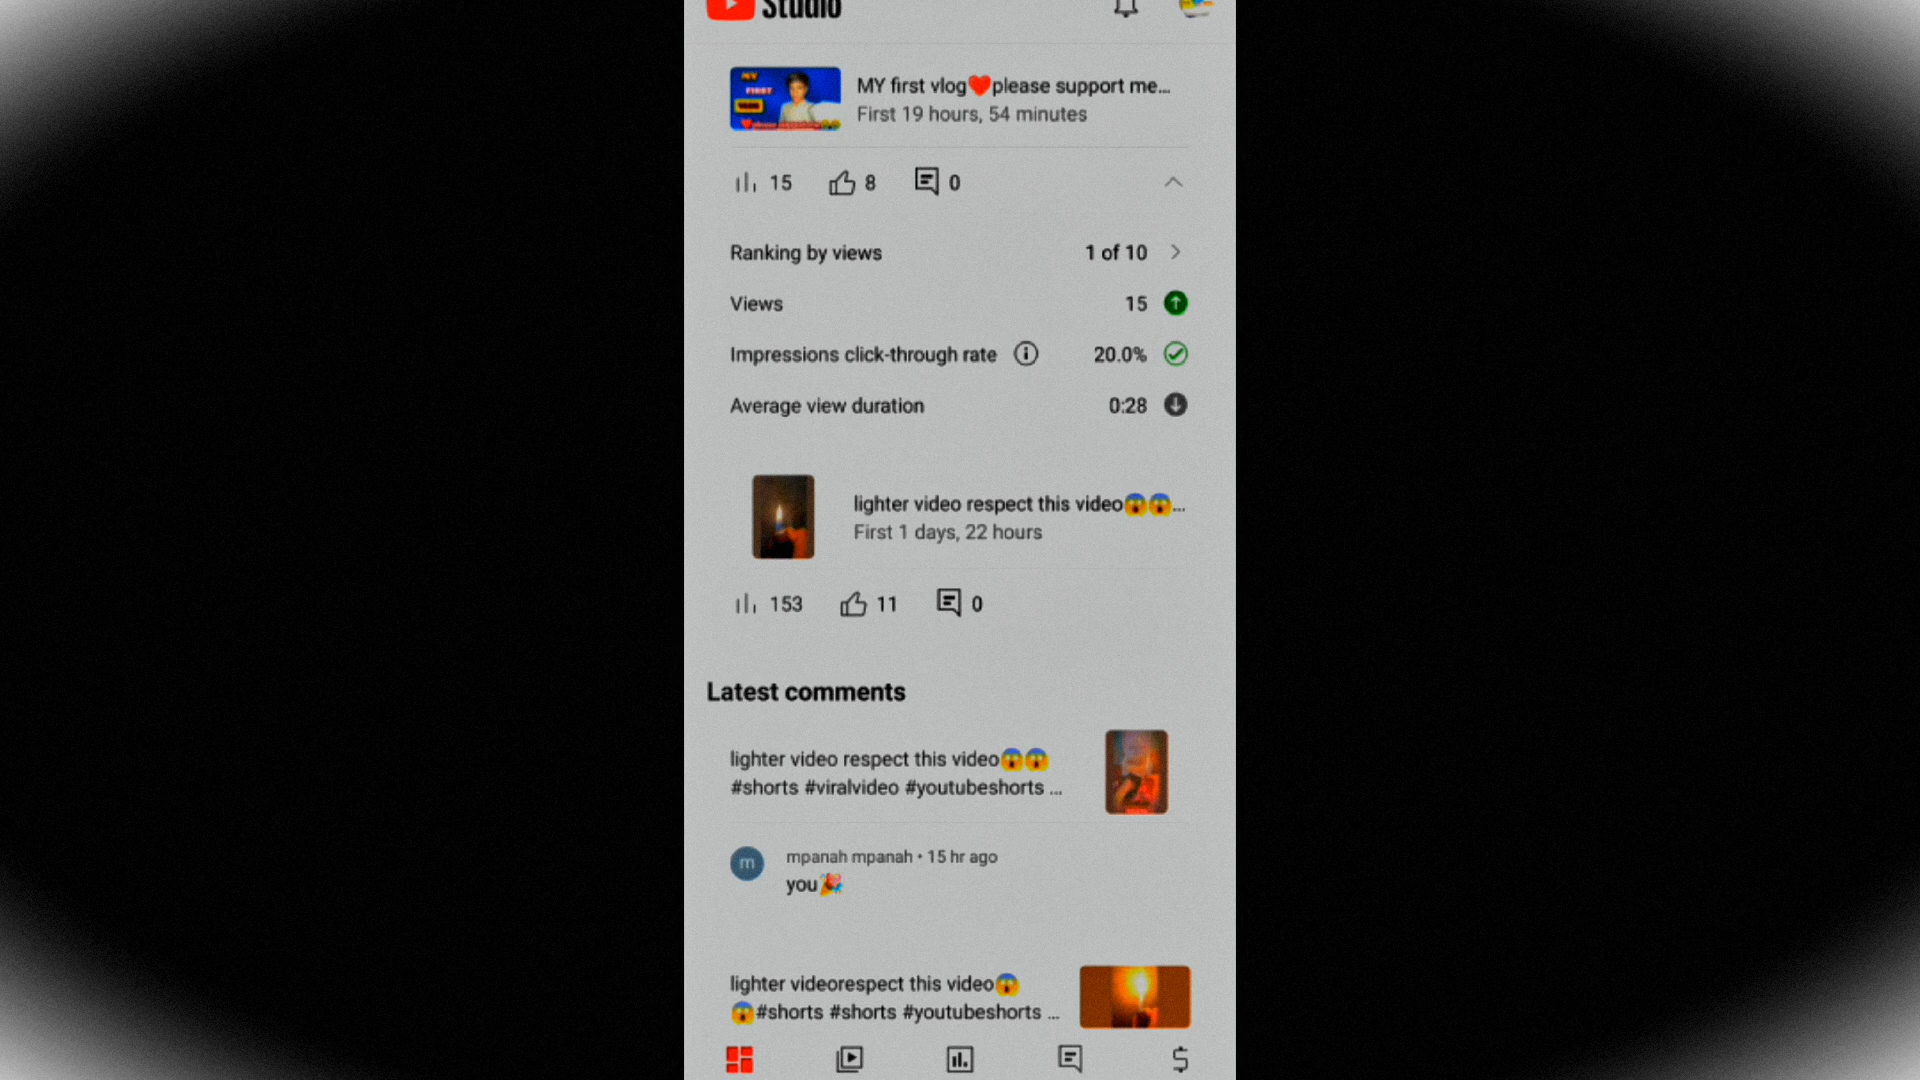 Studio
MY
FIRST
MY first vlog❤️please support me...
First 19 hours, 54 minutes
15 8 0
Ranking by views 1 of 10
Views 15
Impressions click-through rate 20.0%
Average view duration 0:28
lighter video respect this video😱😱...
First 1 days, 22 hours
153 11 0
Latest comments
lighter video respect this video😱😱
#shorts #viralvideo #youtubeshorts ...
m
mpanah mpanah • 15 hr ago
you🎉
lighter videorespect this video😱
😱#shorts #shorts #youtubeshorts ...